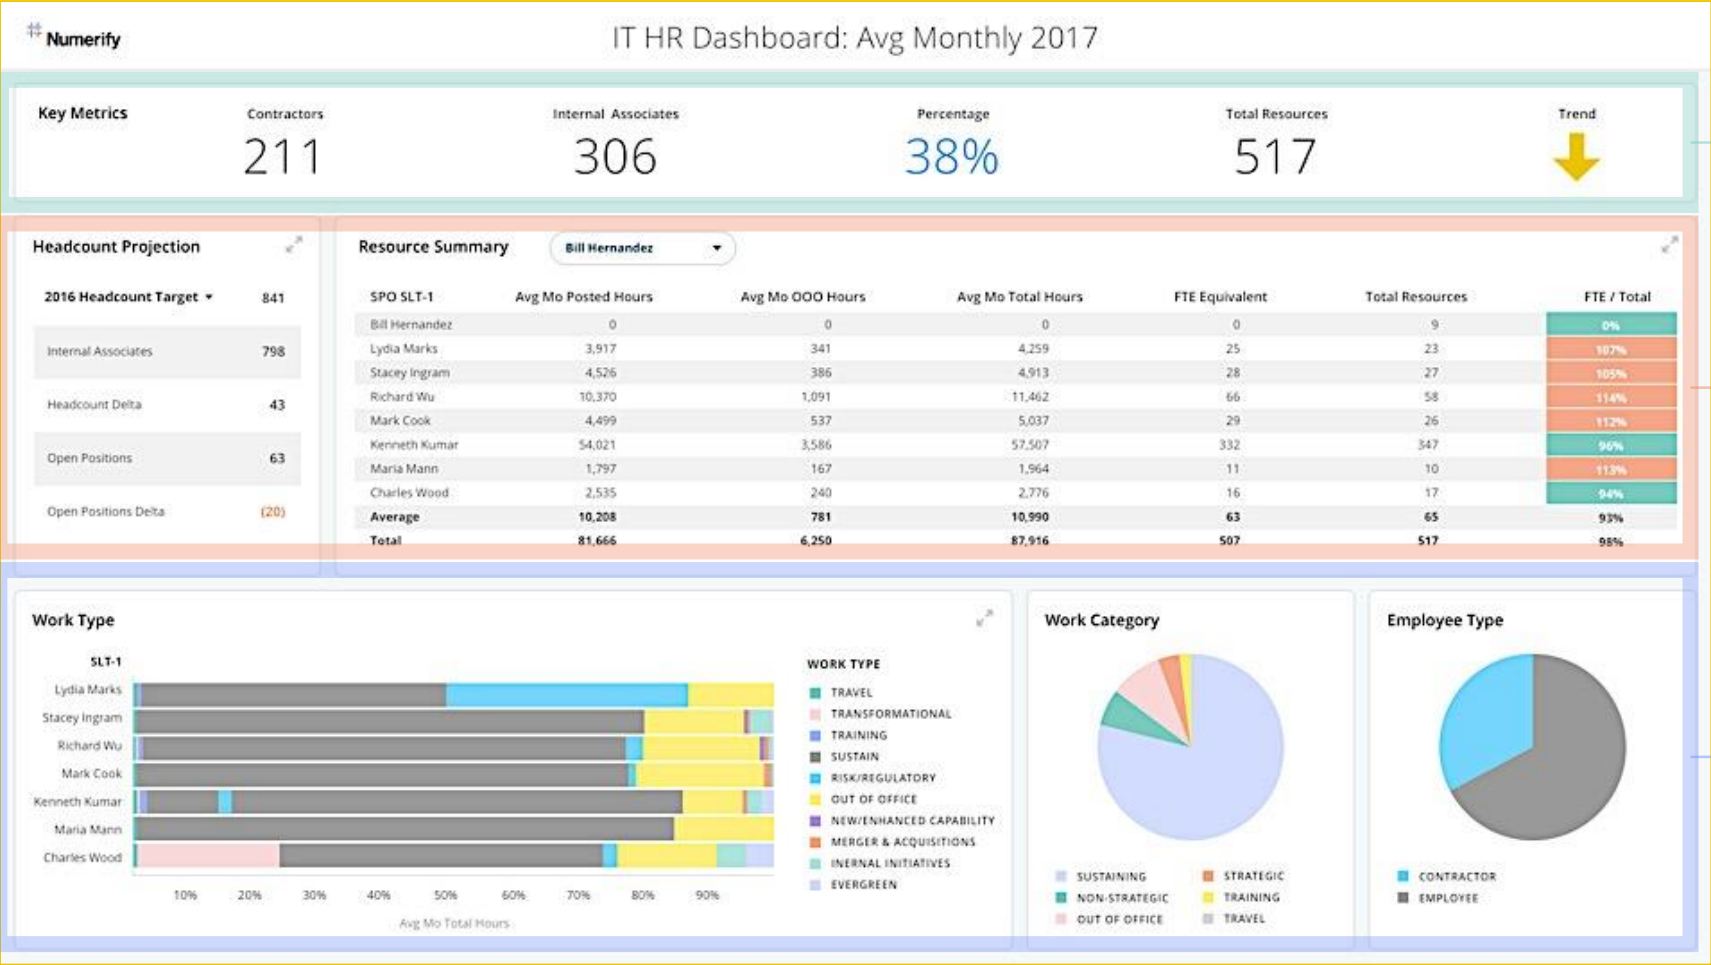 Numerify
IT HR Dashboard: Avg Monthly 2017
Key Metrics
Contractors
211
Internal Associates
306
Percentage
38%
Total Resources
517
Trend
Headcount Projection
2016 Headcount Target 841
Internal Associates 798
Headcount Delta 43
Open Positions 63
Open Positions Delta (20)
Resource Summary Bill Hernandez
SPO SLT-1 Avg Mo Posted Hours Avg Mo OOO Hours Avg Mo Total Hours FTE Equivalent Total Resources FTE / Total
Bill Hernandez 0 0 0 0 9 0%
Lydia Marks 3,917 341 4,259 25 23 107%
Stacey Ingram 4,526 386 4,913 28 27 105%
Richard Wu 10,370 1,091 11,462 66 58 114%
Mark Cook 4,499 537 5,037 29 26 112%
Kenneth Kumar 54,021 3,586 57,507 332 347 96%
Maria Mann 1,797 167 1,964 11 10 113%
Charles Wood 2,535 240 2,776 16 17 94%
Average 10,208 781 10,990 63 65 93%
Total 81,666 6,250 87,916 507 517 98%
Work Type
SLT-1
Lydia Marks
Stacey Ingram
Richard Wu
Mark Cook
Kenneth Kumar
Maria Mann
Charles Wood
10% 20% 30% 40% 50% 60% 70% 80% 90%
Avg Mo Total Hours
WORK TYPE
TRAVEL
TRANSFORMATIONAL
TRAINING
SUSTAIN
RISK/REGULATORY
OUT OF OFFICE
NEW/ENHANCED CAPABILITY
MERGER & ACQUISITIONS
INERNAL INITIATIVES
EVERGREEN
Work Category
SUSTAINING STRATEGIC
NON-STRATEGIC TRAINING
OUT OF OFFICE TRAVEL
Employee Type
CONTRACTOR
EMPLOYEE